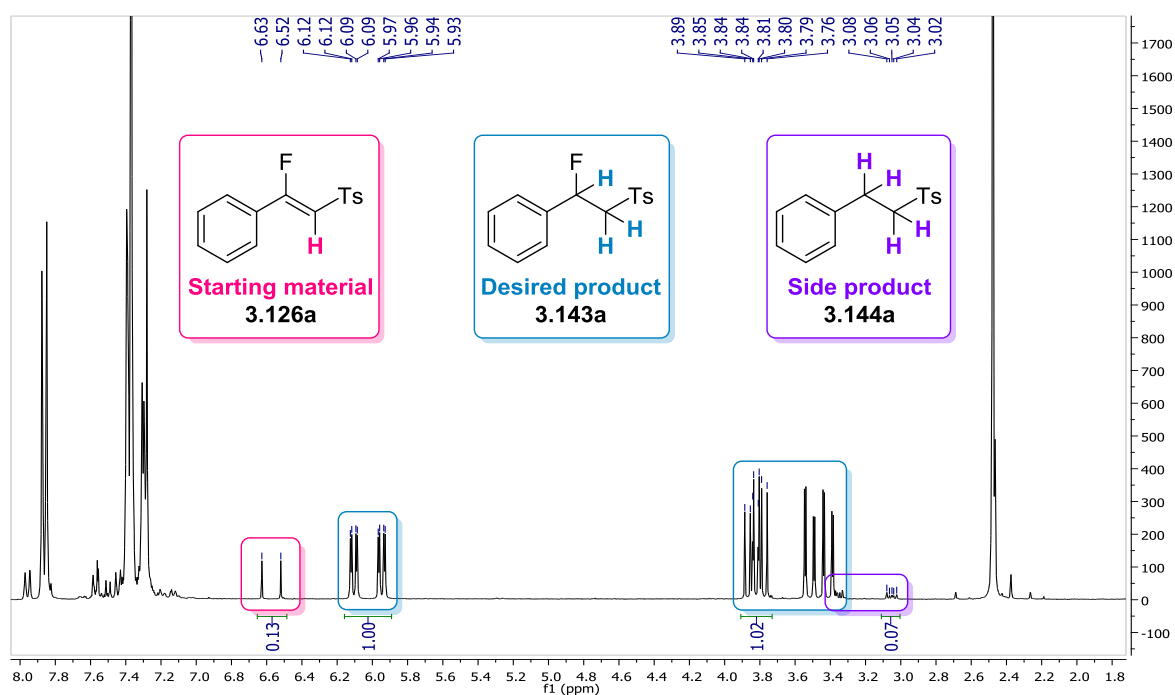 6.63 6.52 6.12 6.12 6.09 6.09 5.97 5.96 5.94 5.93 3.89 3.85 3.84 3.84 3.81 3.80 3.79 3.76 3.08 3.06 3.05 3.04 3.02
F
Ts
H
Starting material
3.126a
F
H
Ts
H
H
Desired product
3.143a
H
H
Ts
H
H
Side product
3.144a
1700
1600
1500
1400
1300
1200
1100
1000
900
800
700
600
500
400
300
200
100
0
-100
0.13 1.00 1.02 0.07
8.0 7.8 7.6 7.4 7.2 7.0 6.8 6.6 6.4 6.2 6.0 5.8 5.6 5.4 5.2 5.0 4.8 4.6 4.4 4.2 4.0 3.8 3.6 3.4 3.2 3.0 2.8 2.6 2.4 2.2 2.0 1.8
f1 (ppm)